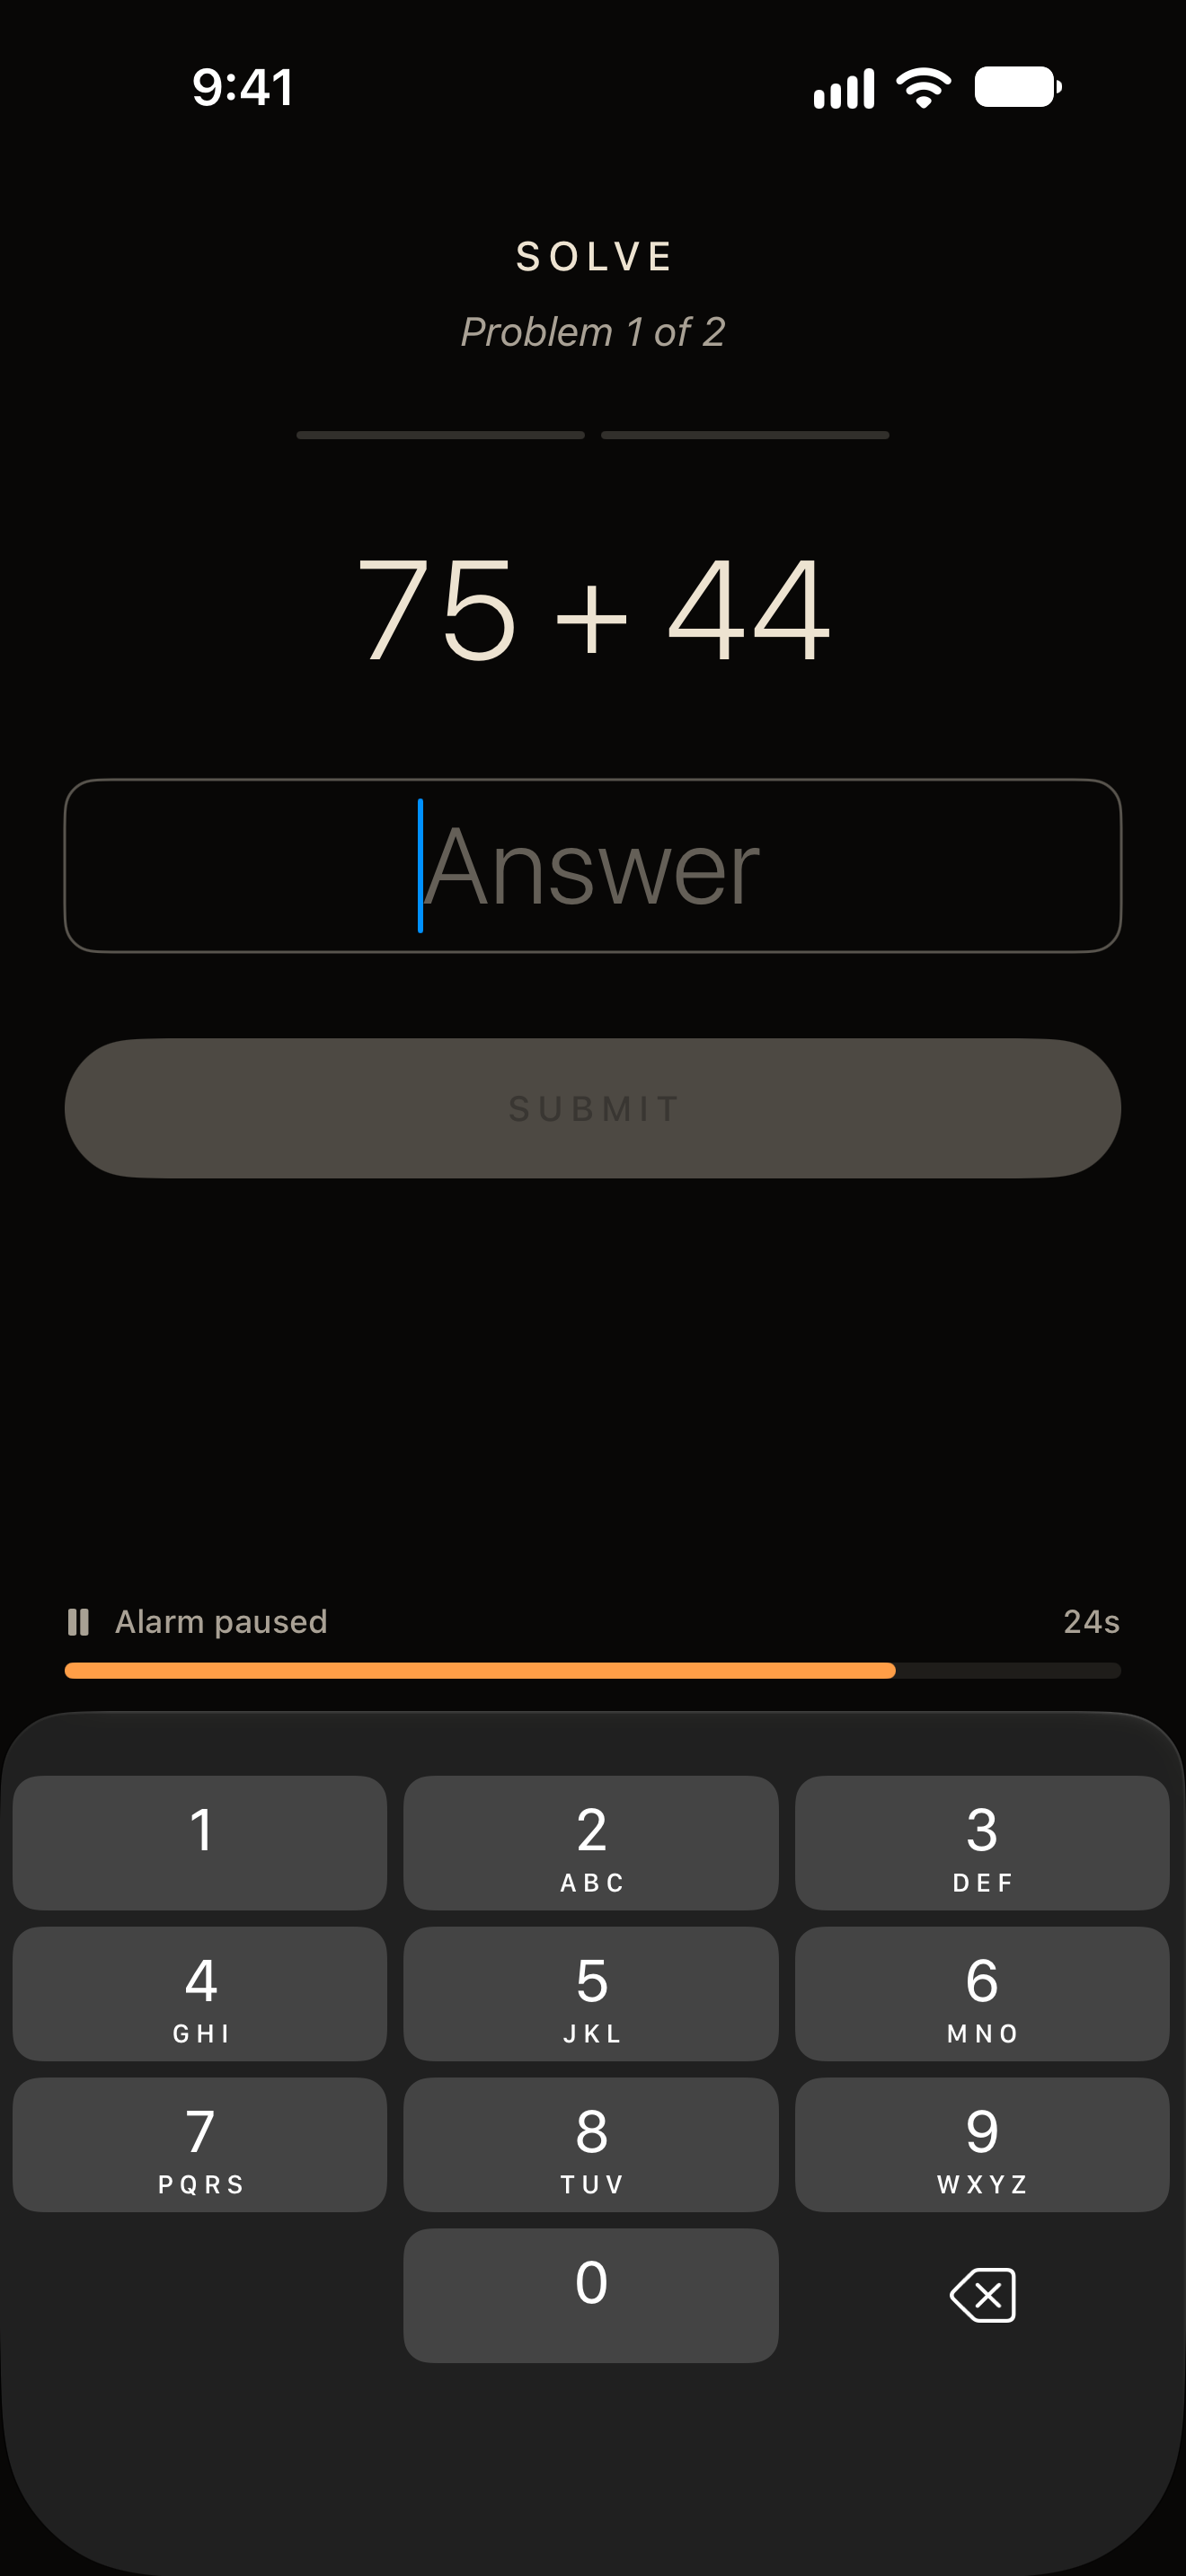 9:41
SOLVE
Problem 1 of 2
75 + 44
Answer
SUBMIT
Alarm paused 24s
1 2 3
ABC DEF
4 5 6
GHI JKL MNO
7 8 9
PQRS TUV WXYZ
0